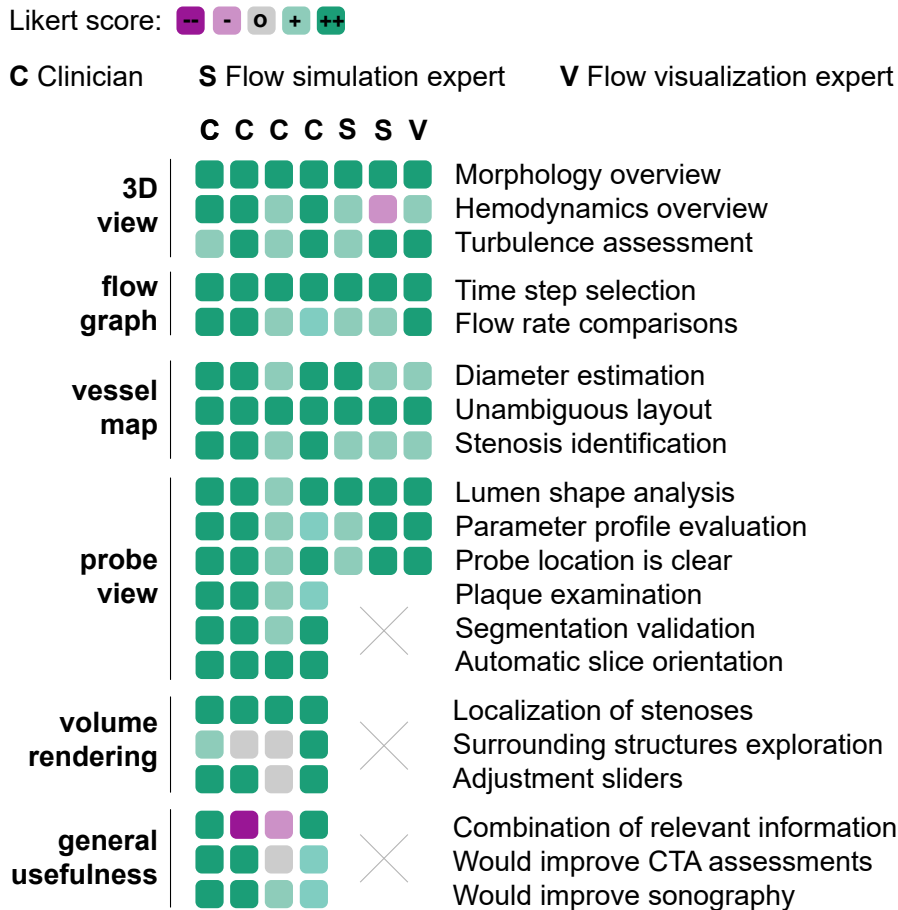 Likert score: -- - o + ++
C Clinician S Flow simulation expert V Flow visualization expert
C C C C S S V
3D
view
Morphology overview
Hemodynamics overview
Turbulence assessment
flow
graph
Time step selection
Flow rate comparisons
vessel
map
Diameter estimation
Unambiguous layout
Stenosis identification
probe
view
Lumen shape analysis
Parameter profile evaluation
Probe location is clear
Plaque examination
Segmentation validation
Automatic slice orientation
volume
rendering
Localization of stenoses
Surrounding structures exploration
Adjustment sliders
general
usefulness
Combination of relevant information
Would improve CTA assessments
Would improve sonography